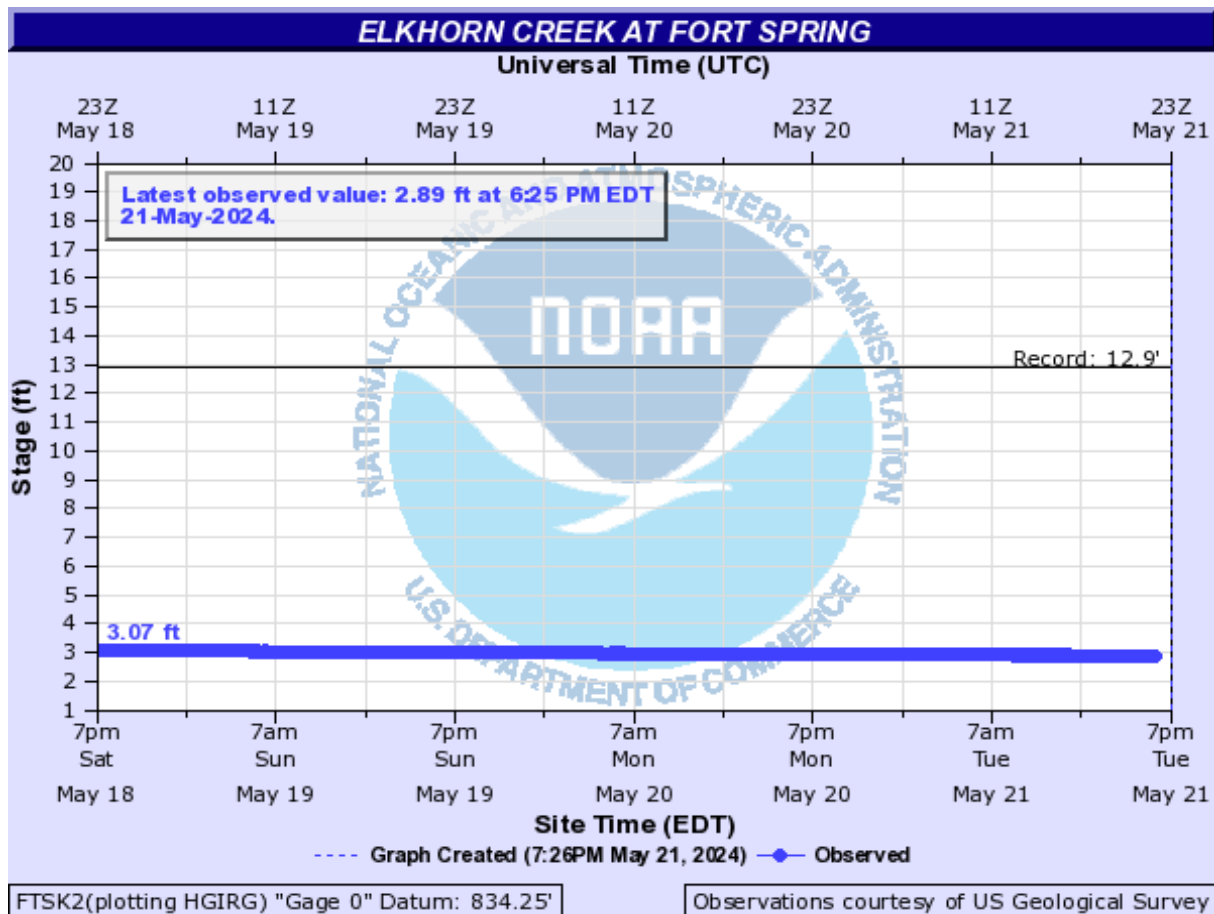 ELKHORN CREEK AT FORT SPRING
Universal Time (UTC)
23Z 11Z 23Z 11Z 23Z 11Z 23Z
May 18 May 19 May 19 May 20 May 20 May 21 May 21
Latest observed value: 2.89 ft at 6:25 PM EDT
21-May-2024.
20
19
18
17
16
15
14
13
12
11
10
9
8
7
6
5
4
3
2
1
Stage (ft)
NATIONAL OCEANIC AND ATMOSPHERIC ADMINISTRATION
NOAA
U.S. DEPARTMENT OF COMMERCE
Record: 12.9'
3.07 ft
7pm 7am 7pm 7am 7pm 7am 7pm
Sat Sun Sun Mon Mon Tue Tue
May 18 May 19 May 19 May 20 May 20 May 21 May 21
Site Time (EDT)
Graph Created (7:26PM May 21, 2024) Observed
FTSK2(plotting HGIRG) "Gage 0" Datum: 834.25'
Observations courtesy of US Geological Survey